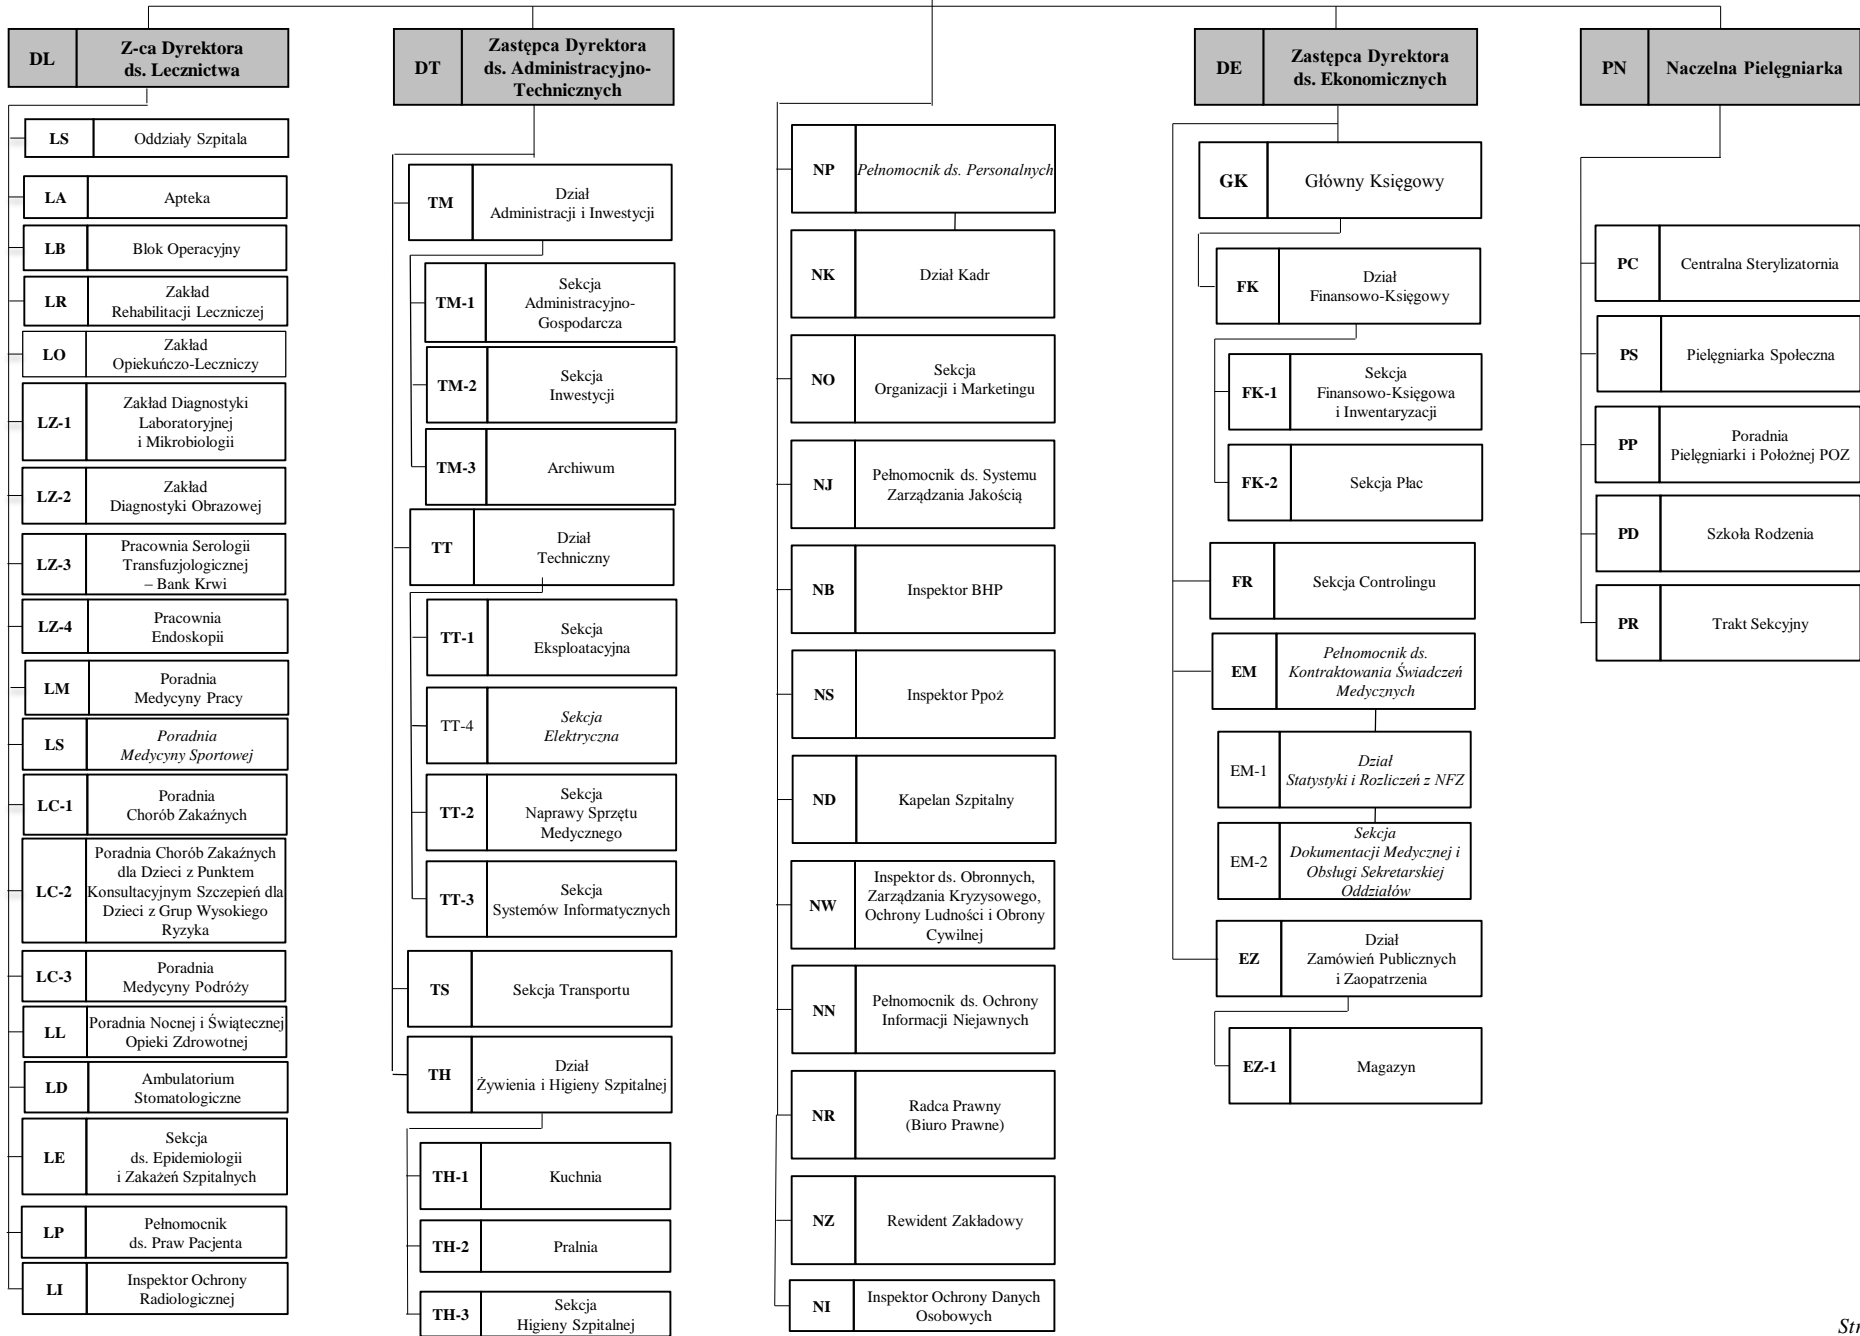 DL
Z-ca Dyrektora
ds. Lecznictwa
LS
Oddziały Szpitala
LA
Apteka
LB
Blok Operacyjny
LR
Zakład
Rehabilitacji Leczniczej
LO
Zakład
Opiekuńczo-Leczniczy
LZ-1
Zakład Diagnostyki
Laboratoryjnej
i Mikrobiologii
LZ-2
Zakład
Diagnostyki Obrazowej
LZ-3
Pracownia Serologii
Transfuzjologicznej
– Bank Krwi
LZ-4
Pracownia
Endoskopii
LM
Poradnia
Medycyny Pracy
LS
Poradnia
Medycyny Sportowej
LC-1
Poradnia
Chorób Zakaźnych
LC-2
Poradnia Chorób Zakaźnych
dla Dzieci z Punktem
Konsultacyjnym Szczepień dla
Dzieci z Grup Wysokiego
Ryzyka
LC-3
Poradnia
Medycyny Podróży
LL
Poradnia Nocnej i Świątecznej
Opieki Zdrowotnej
LD
Ambulatorium
Stomatologiczne
LE
Sekcja
ds. Epidemiologii
i Zakażeń Szpitalnych
LP
Pełnomocnik
ds. Praw Pacjenta
LI
Inspektor Ochrony
Radiologicznej
DT
Zastępca Dyrektora
ds. Administracyjno-
Technicznych
TM
Dział
Administracji i Inwestycji
TM-1
Sekcja
Administracyjno-
Gospodarcza
TM-2
Sekcja
Inwestycji
TM-3
Archiwum
TT
Dział
Techniczny
TT-1
Sekcja
Eksploatacyjna
TT-4
Sekcja
Elektryczna
TT-2
Sekcja
Naprawy Sprzętu
Medycznego
TT-3
Sekcja
Systemów Informatycznych
TS
Sekcja Transportu
TH
Dział
Żywienia i Higieny Szpitalnej
TH-1
Kuchnia
TH-2
Pralnia
TH-3
Sekcja
Higieny Szpitalnej
NP
Pełnomocnik ds. Personalnych
NK
Dział Kadr
NO
Sekcja
Organizacji i Marketingu
NJ
Pełnomocnik ds. Systemu
Zarządzania Jakością
NB
Inspektor BHP
NS
Inspektor Ppoż
ND
Kapelan Szpitalny
NW
Inspektor ds. Obronnych,
Zarządzania Kryzysowego,
Ochrony Ludności i Obrony
Cywilnej
NN
Pełnomocnik ds. Ochrony
Informacji Niejawnych
NR
Radca Prawny
(Biuro Prawne)
NZ
Rewident Zakładowy
NI
Inspektor Ochrony Danych
Osobowych
DE
Zastępca Dyrektora
ds. Ekonomicznych
GK
Główny Księgowy
FK
Dział
Finansowo-Księgowy
FK-1
Sekcja
Finansowo-Księgowa
i Inwentaryzacji
FK-2
Sekcja Płac
FR
Sekcja Controlingu
EM
Pełnomocnik ds.
Kontraktowania Świadczeń
Medycznych
EM-1
Dział
Statystyki i Rozliczeń z NFZ
EM-2
Sekcja
Dokumentacji Medycznej i
Obsługi Sekretarskiej
Oddziałów
EZ
Dział
Zamówień Publicznych
i Zaopatrzenia
EZ-1
Magazyn
PN
Naczelna Pielęgniarka
PC
Centralna Sterylizatornia
PS
Pielęgniarka Społeczna
PP
Poradnia
Pielęgniarki i Położnej POZ
PD
Szkoła Rodzenia
PR
Trakt Sekcyjny